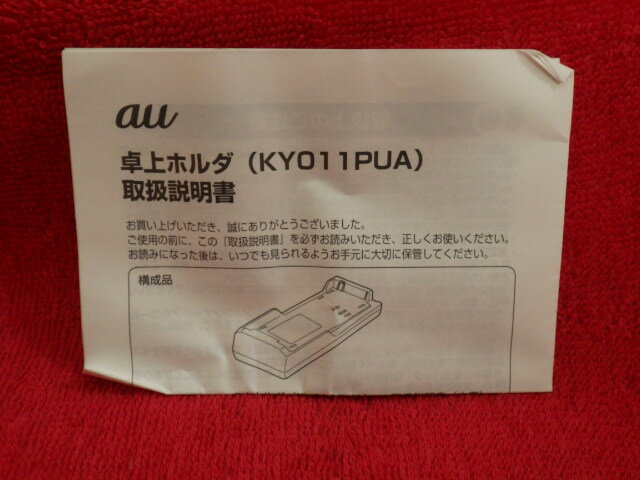 au
卓上ホルダ（KY011PUA）
取扱説明書
お買い上げいただき、誠にありがとうございました。
ご使用の前に、この『取扱説明書』を必ずお読みいただき、正しくお使いください。
お読みになった後は、いつでも見られるようお手元に大切に保管してください。
構成品